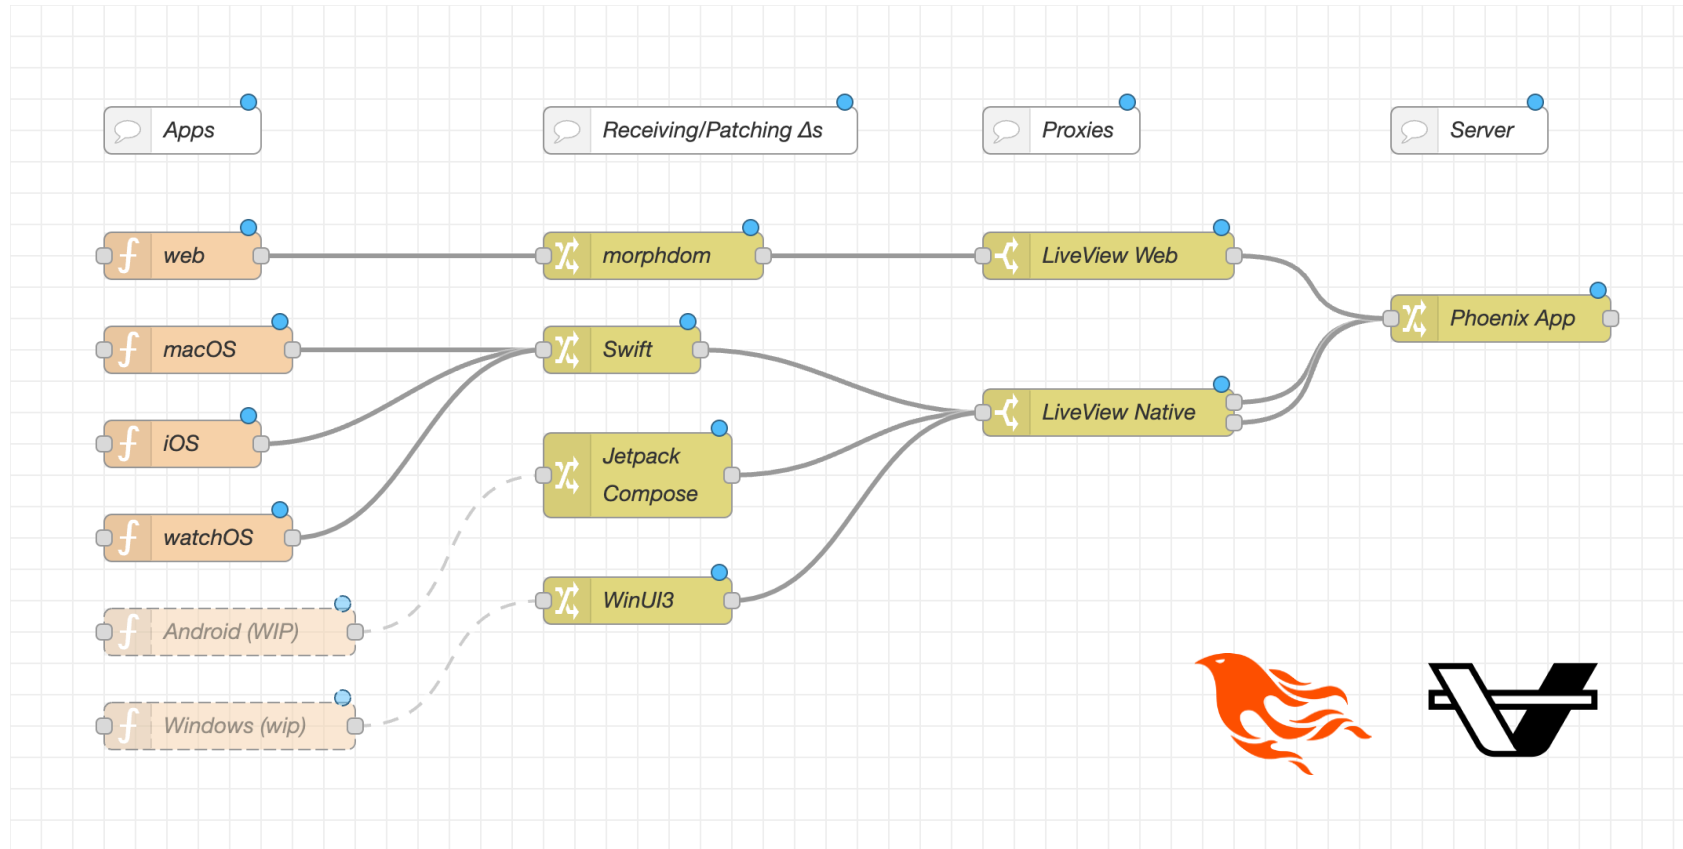 Apps
Receiving/Patching Δs
Proxies
Server
web
morphdom
LiveView Web
Phoenix App
macOS
Swift
LiveView Native
iOS
Jetpack
Compose
watchOS
WinUI3
Android (WIP)
Windows (wip)